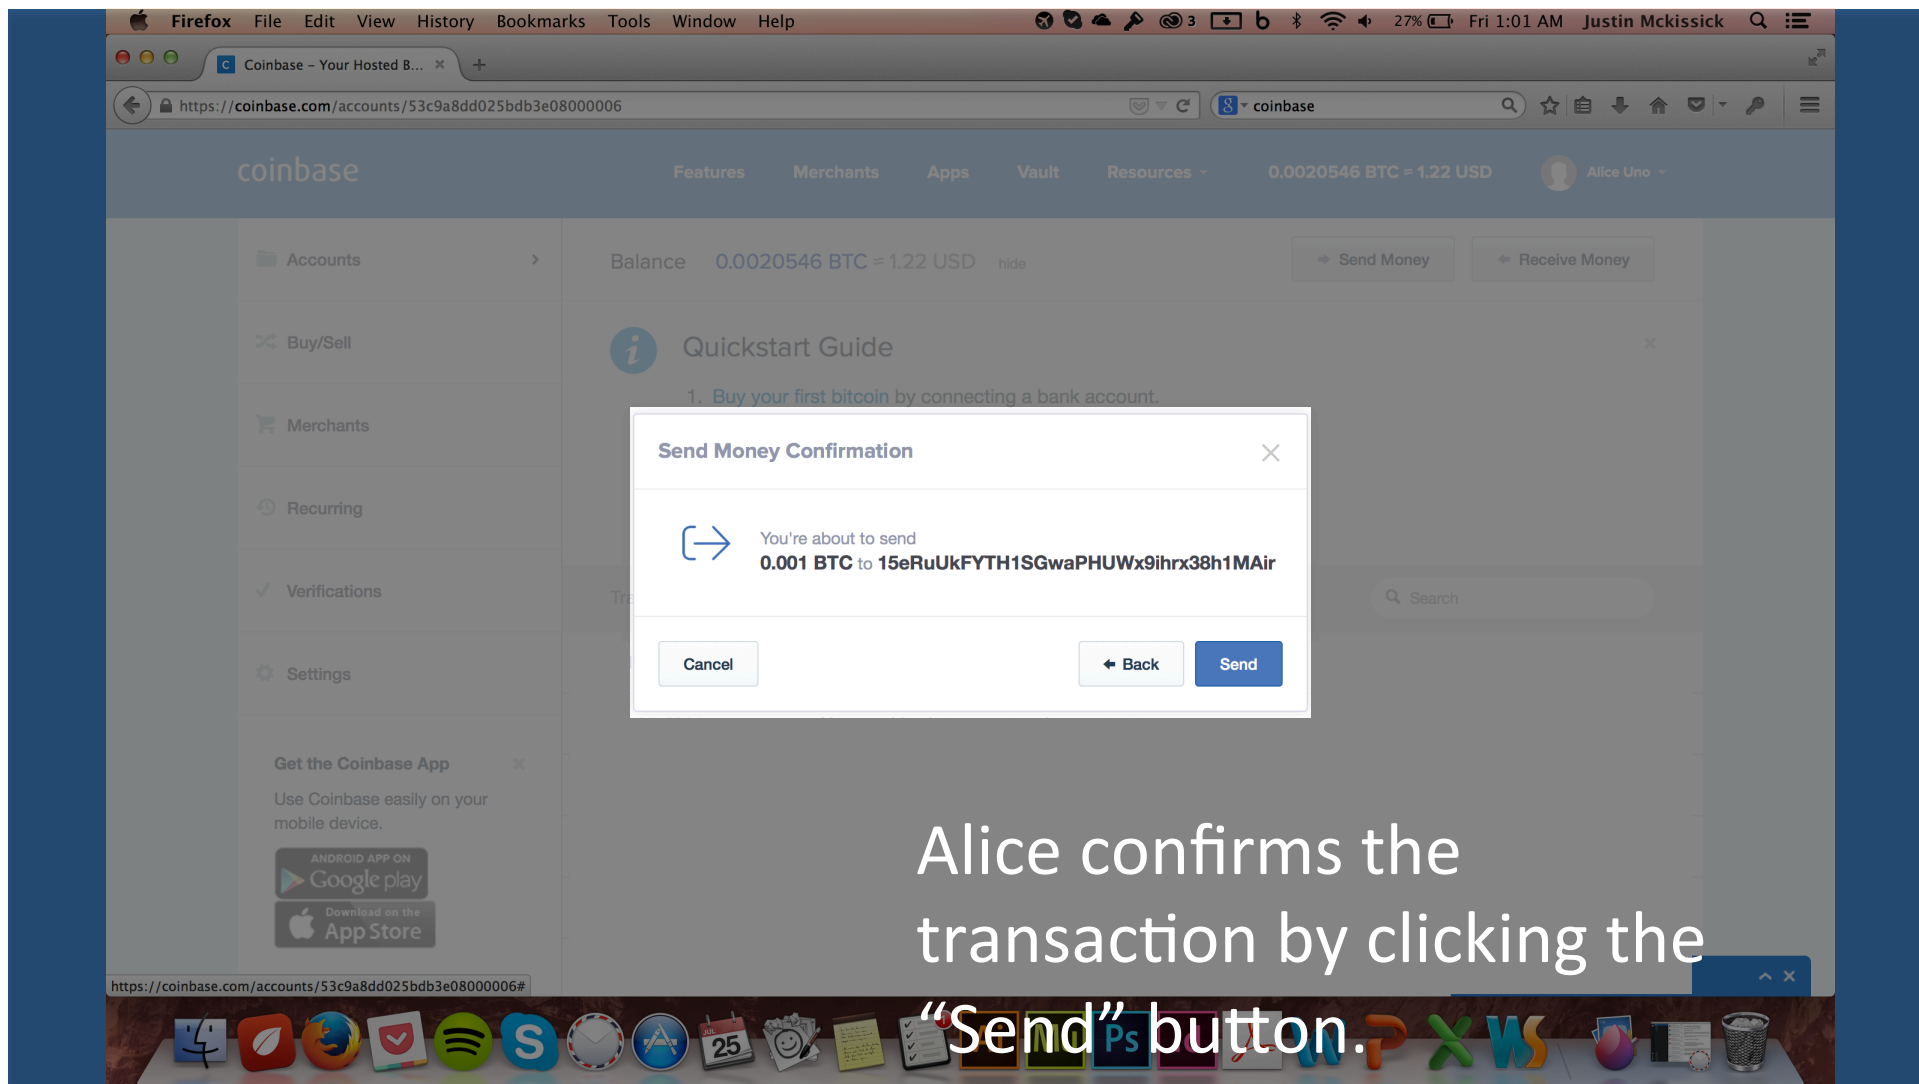 Firefox File Edit View History Bookmarks Tools Window Help 3 27% Fri 1:01 AM Justin Mckissick
Coinbase – Your Hosted B...
https://coinbase.com/accounts/53c9a8dd025bdb3e08000006 coinbase
coinbase Features Merchants Apps Vault Resources 0.0020546 BTC = 1.22 USD Alice Uno
Accounts
Buy/Sell
Merchants
Recurring
Verifications
Settings
Get the Coinbase App
Use Coinbase easily on your
mobile device.
ANDROID APP ON
Google play
Download on the
App Store
Balance 0.0020546 BTC = 1.22 USD hide Send Money Receive Money
Quickstart Guide
1. Buy your first bitcoin by connecting a bank account.
Search
Send Money Confirmation
You're about to send
0.001 BTC to 15eRuUkFYTH1SGwaPHUWx9ihrx38h1MAir
Cancel Back Send
Alice confirms the
transaction by clicking the
“Send” button.
https://coinbase.com/accounts/53c9a8dd025bdb3e08000006#
JUL
25
Ps